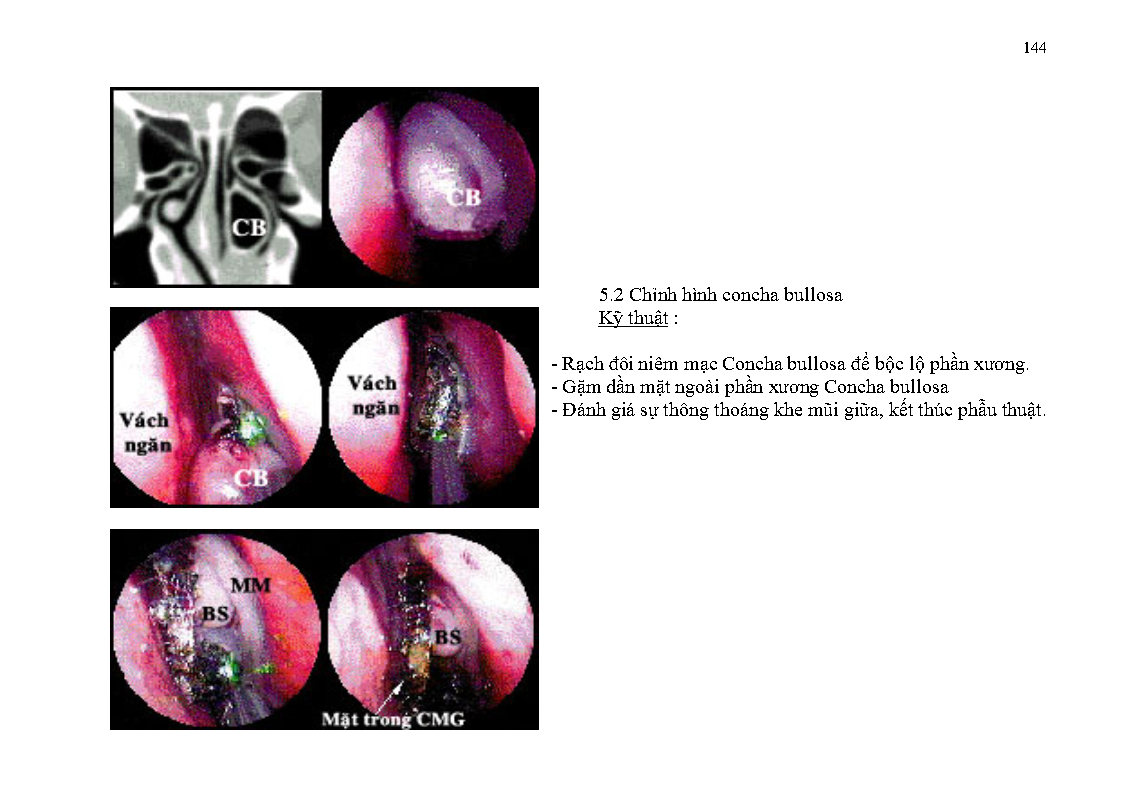 144
CB
CB
5.2 Chỉnh hình concha bullosa
Kỹ thuật :
- Rạch đôi niêm mạc Concha bullosa để bộc lộ phần xương.
- Gặm dần mặt ngoài phần xương Concha bullosa
- Đánh giá sự thông thoáng khe mũi giữa, kết thúc phẫu thuật.
Vách
ngăn
CB
Vách
ngăn
MM
BS
BS
Mặt trong CMG